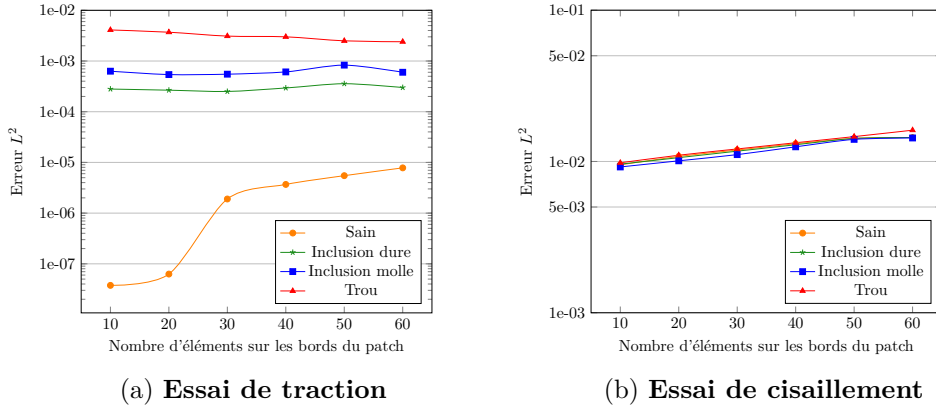 1e-02
1e-03
1e-04
1e-05
1e-06
1e-07
Erreur L²
10 20 30 40 50 60
Nombre d'éléments sur les bords du patch
Sain
Inclusion dure
Inclusion molle
Trou
(a) Essai de traction
1e-01
5e-02
1e-02
5e-03
1e-03
Erreur L²
10 20 30 40 50 60
Nombre d'éléments sur les bords du patch
Sain
Inclusion dure
Inclusion molle
Trou
(b) Essai de cisaillement